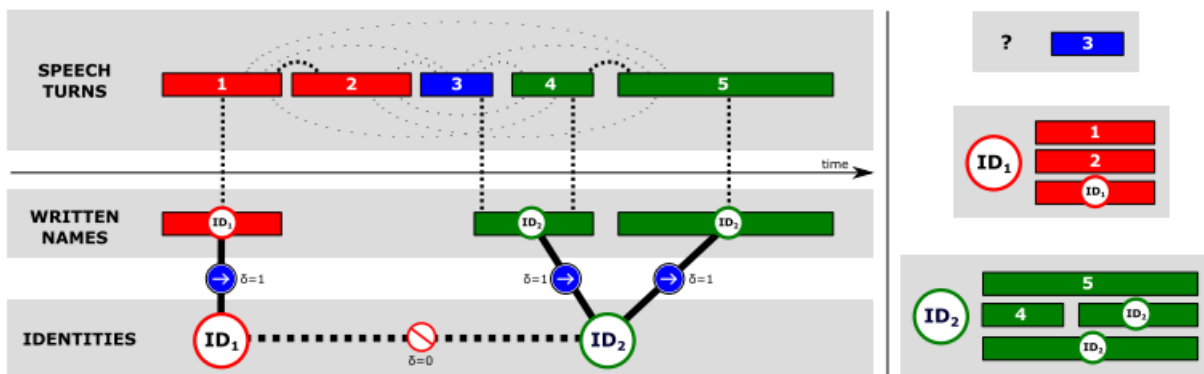 SPEECH
TURNS
1 2 3 4 5
time
WRITTEN
NAMES
ID₁ ID₂ ID₂
δ=1 δ=1 δ=1
IDENTITIES
ID₁ ID₂
δ=0
? 3
ID₁
1
2
ID₁
ID₂
5
4 ID₂
ID₂